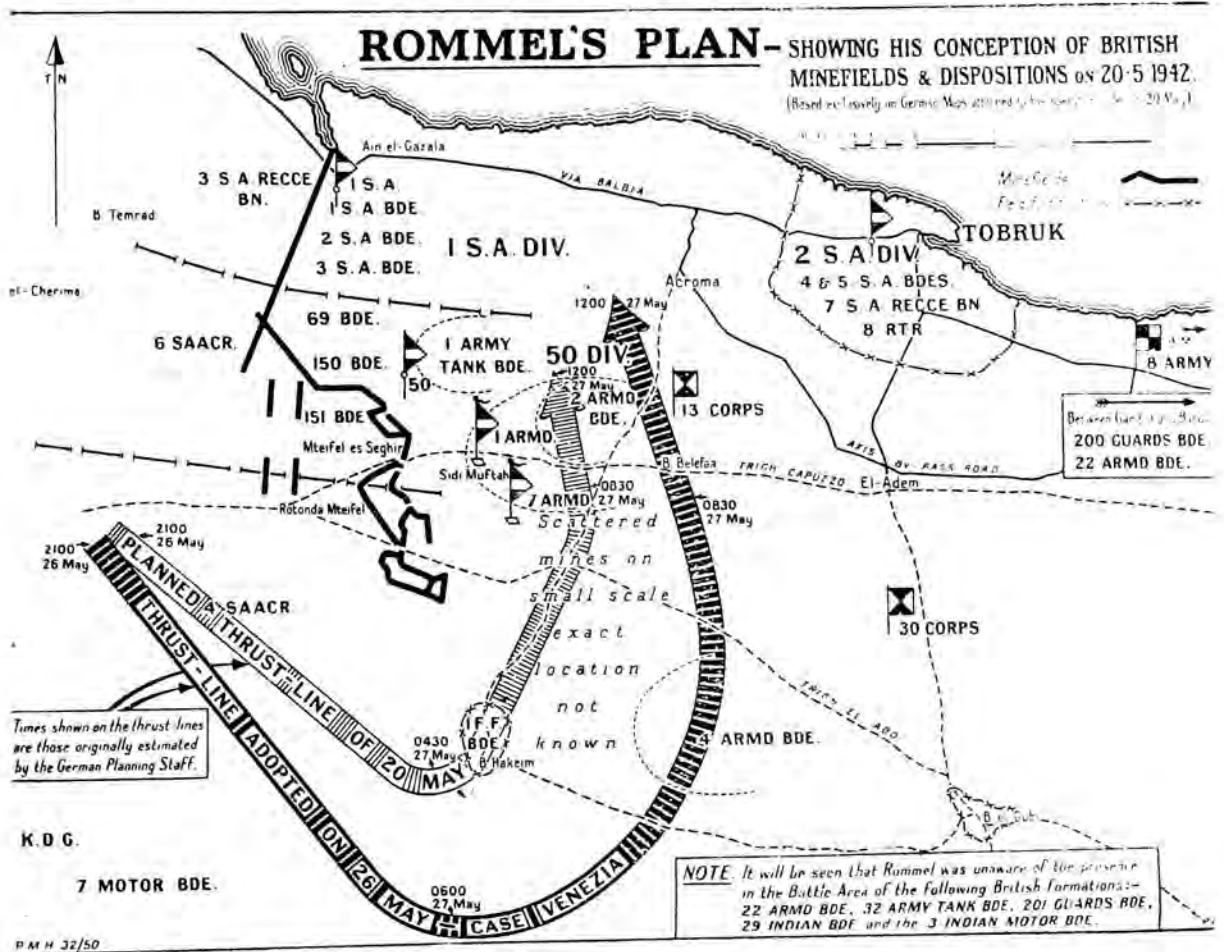 ROMMEL'S PLAN – SHOWING HIS CONCEPTION OF BRITISH
MINEFIELDS & DISPOSITIONS ON 20·5 1942.
(Based exclusively on German Maps
T N
Minefields
Ain el-Gazala
3 S A RECCE
BN.
1 S.A
1 S.A BDE.
2 S.A BDE.
3 S.A. BDE.
1 S.A. DIV.
B Temrad
el-Cherima
VIA BALBIA
TOBRUK
2 S.A DIV
4 & 5 S.A BDES.
7 S.A RECCE BN
8 RTR
Acroma
1200
27 May
69 BDE.
6 SAACR.
150 BDE.
50
1 ARMY
TANK BDE.
50 DIV
1200
27 May
2 ARMD
BDE.
13 CORPS
8 ARMY
200 GUARDS BDE.
22 ARMD BDE.
151 BDE
1 ARMD.
Mteifel es Seghir
Sidi Muftah
7 ARMD
B. Belefaa
TRIGH CAPUZZO
AXIS BY-PASS ROAD
El-Adem
0830
27 May
0830
27 May
Rotonda Mteifel
Scattered
mines on
small scale
exact
location
not
known
2100
26 May
2100
26 May
PLANNED THRUST-LINE OF 20 MAY
4 SAACR.
THRUST-LINE ADOPTED ON 26 MAY CASE VENEZIA
30 CORPS
TRIGH EL ABD
Times shown on the thrust lines
are those originally estimated
by the German Planning Staff.
0430
27 May
1 F.F
BDE
B Hakeim
4 ARMD BDE.
K.D.G.
7 MOTOR BDE.
0600
27 May
NOTE. It will be seen that Rommel was unaware of the presence
in the Battle Area of the following British Formations:-
22 ARMD BDE, 32 ARMY TANK BDE, 201 GUARDS BDE,
29 INDIAN BDE and the 3 INDIAN MOTOR BDE.
P M H 32/50